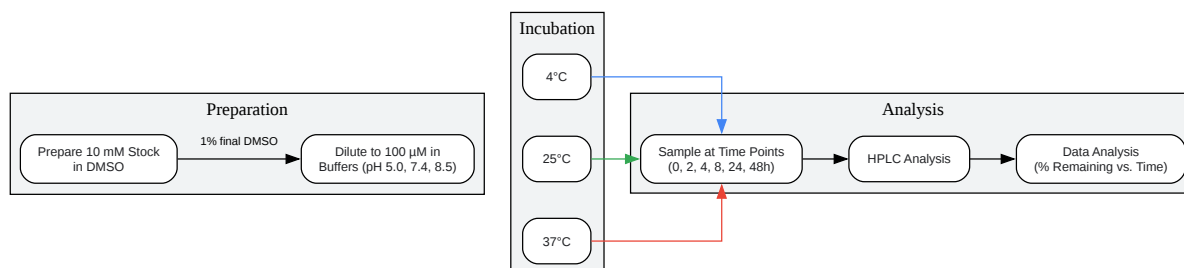 Preparation
Prepare 10 mM Stock
in DMSO
1% final DMSO
Dilute to 100 µM in
Buffers (pH 5.0, 7.4, 8.5)
Incubation
4°C
25°C
37°C
Analysis
Sample at Time Points
(0, 2, 4, 8, 24, 48h)
HPLC Analysis
Data Analysis
(% Remaining vs. Time)